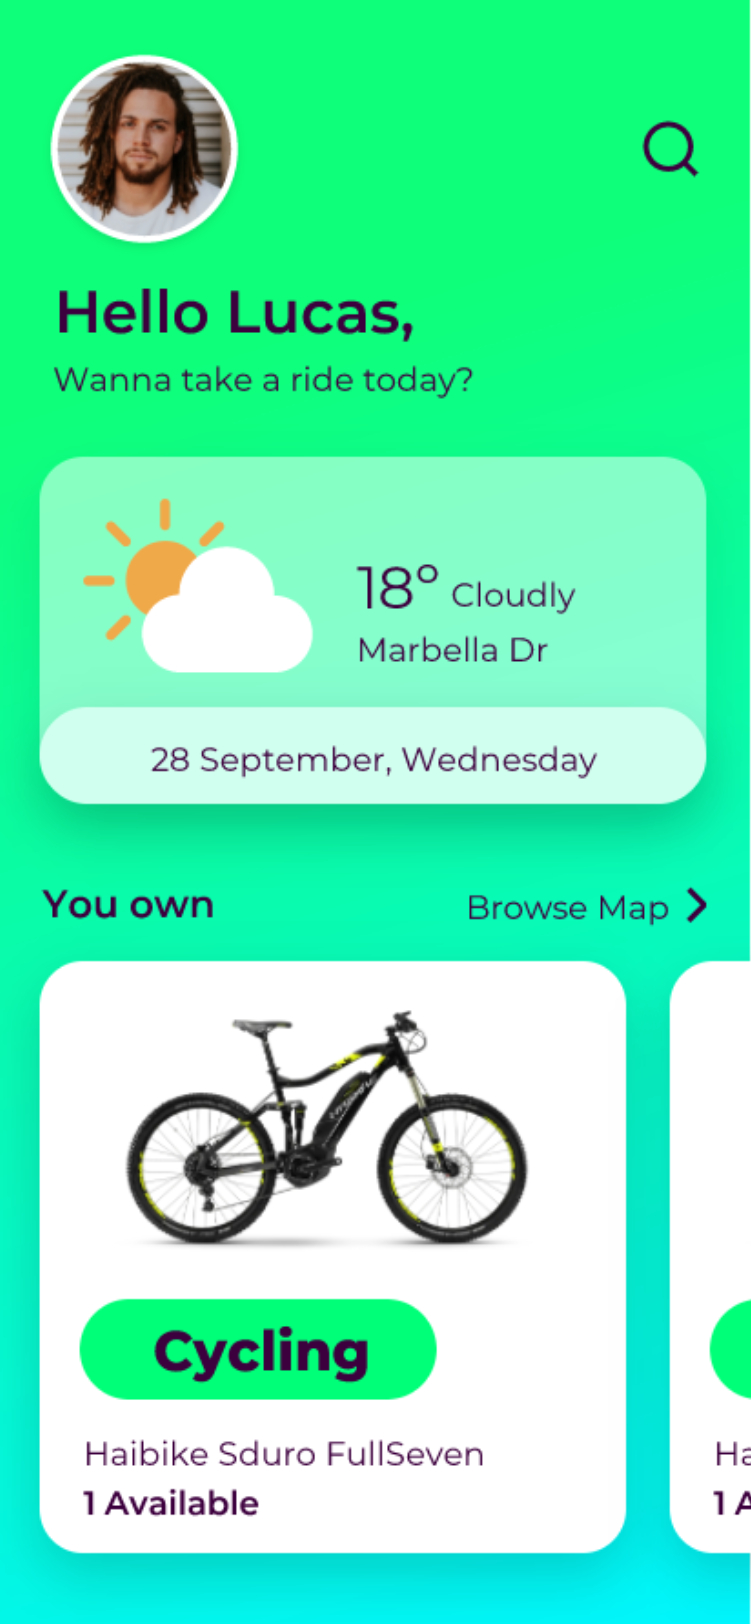 Hello Lucas,
Wanna take a ride today?
18° Cloudly
Marbella Dr
28 September, Wednesday
You own
Browse Map
Cycling
Haibike Sduro FullSeven
1 Available
Ha
1 A